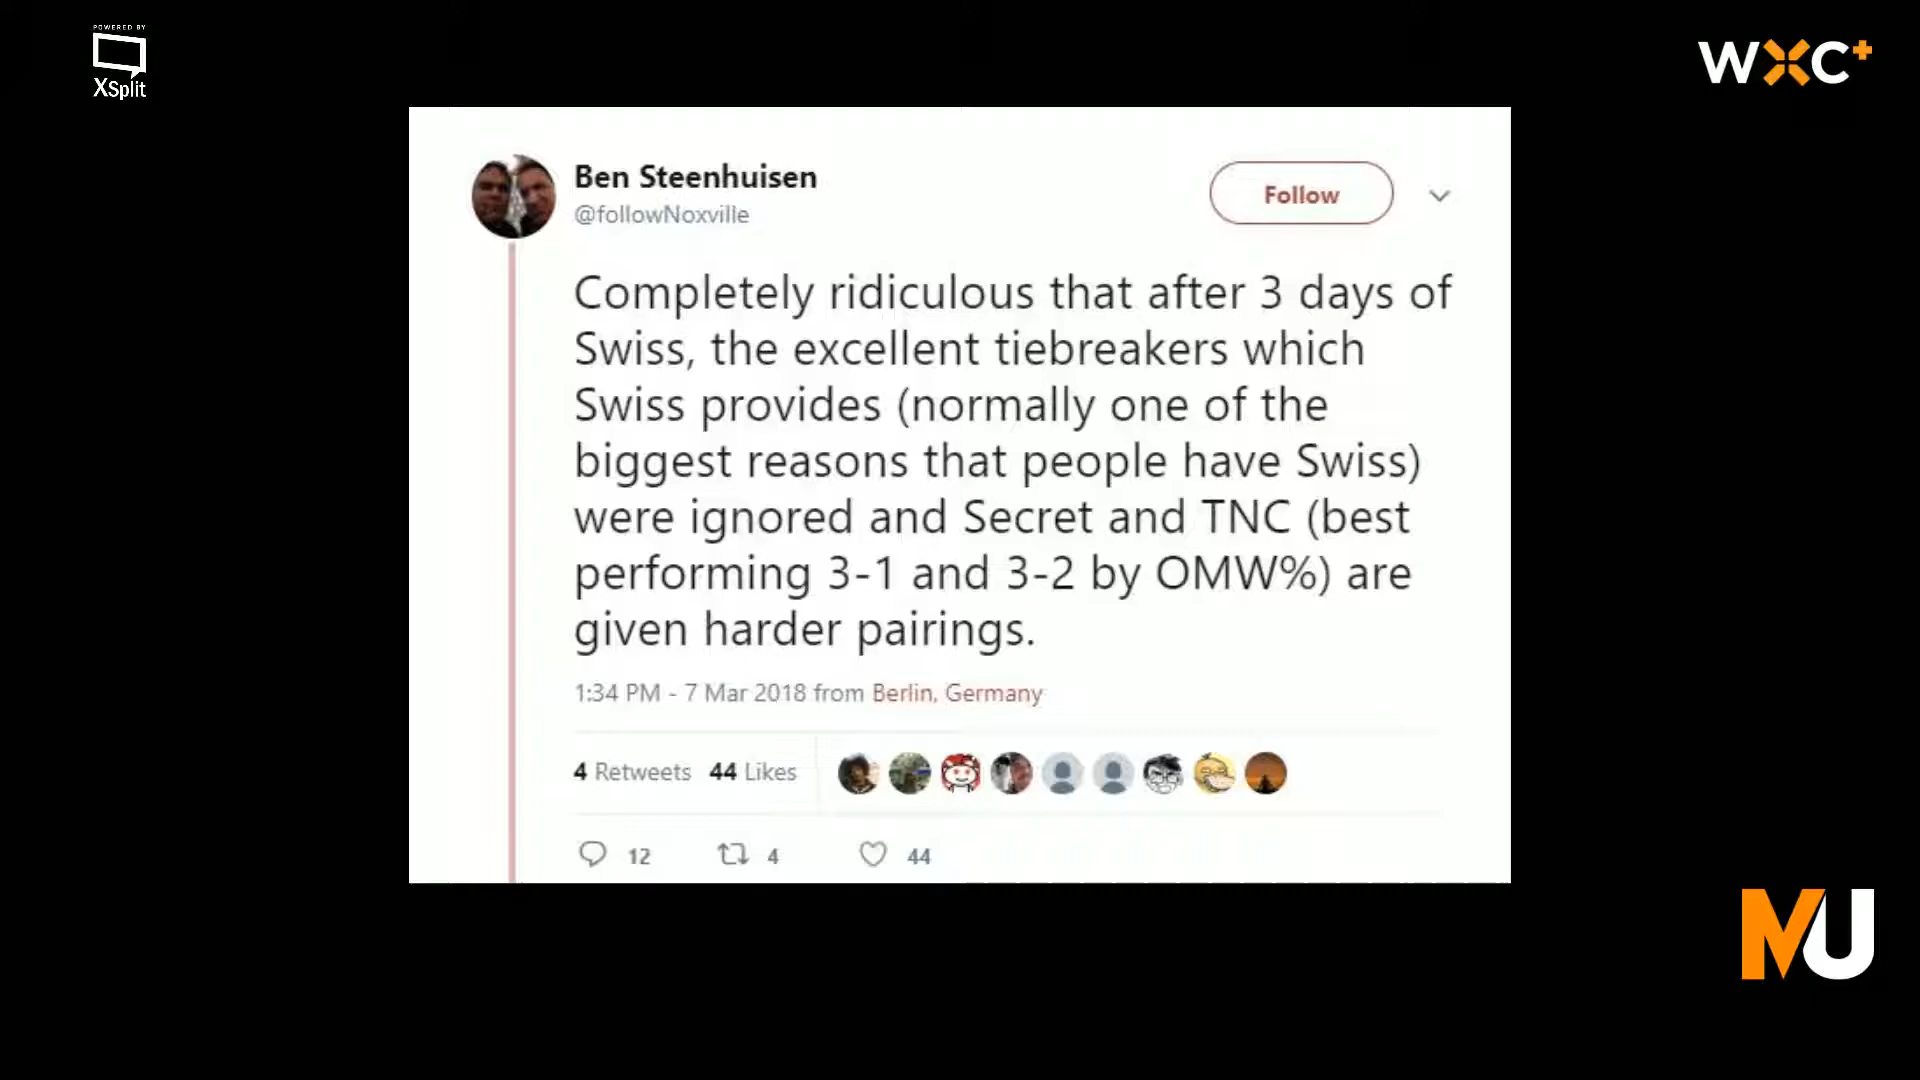 POWERED BY
XSplit
WXC+
Ben Steenhuisen
@followNoxville
Follow
Completely ridiculous that after 3 days of
Swiss, the excellent tiebreakers which
Swiss provides (normally one of the
biggest reasons that people have Swiss)
were ignored and Secret and TNC (best
performing 3-1 and 3-2 by OMW%) are
given harder pairings.
1:34 PM - 7 Mar 2018 from Berlin, Germany
4 Retweets 44 Likes
12 4 44
MU